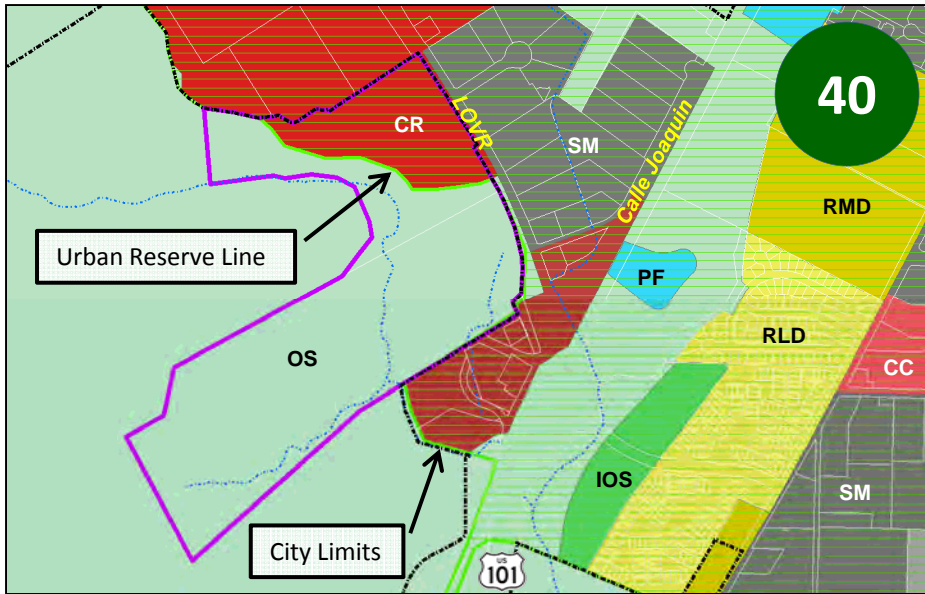 40
CR
LOVR
SM
Calle Joaquin
RMD
Urban Reserve Line
PF
OS
RLD
CC
IOS
SM
City Limits
US
101